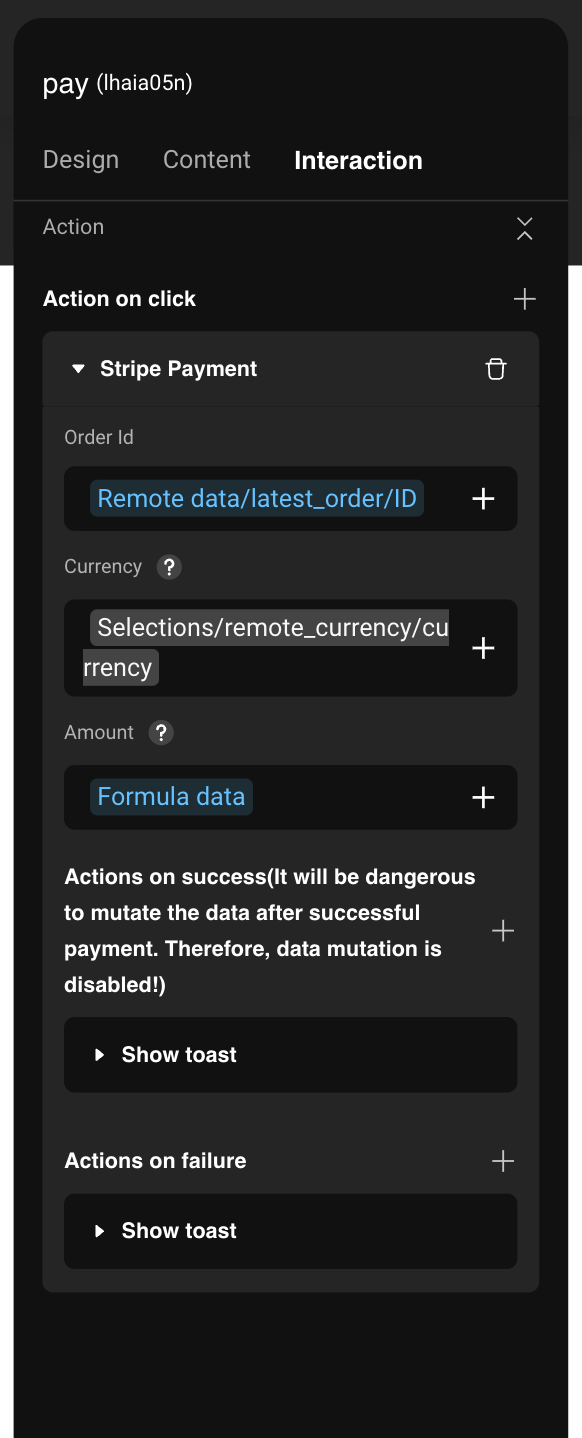 pay (lhaia05n)
Design Content Interaction
Action
Action on click
Stripe Payment
Order Id
Remote data/latest_order/ID
Currency ?
Selections/remote_currency/cu
rrency
Amount ?
Formula data
Actions on success(It will be dangerous
to mutate the data after successful
payment. Therefore, data mutation is
disabled!)
Show toast
Actions on failure
Show toast